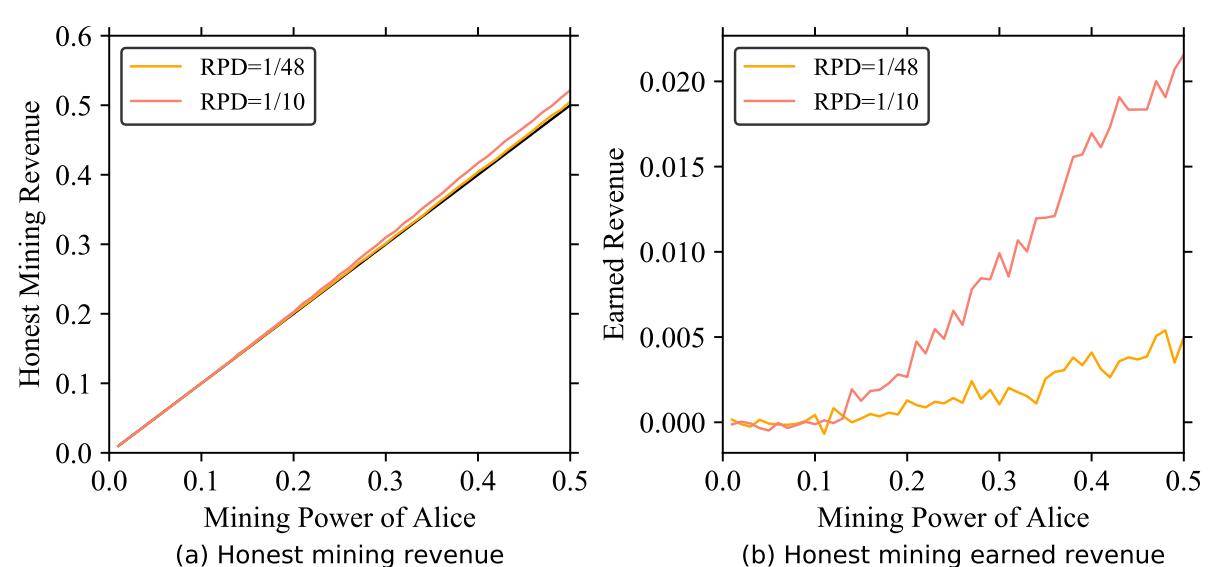 0.6
0.5
0.4
0.3
0.2
0.1
0.0
Honest Mining Revenue
RPD=1/48
RPD=1/10
0.0 0.1 0.2 0.3 0.4 0.5
Mining Power of Alice
(a) Honest mining revenue
0.020
0.015
0.010
0.005
0.000
Earned Revenue
RPD=1/48
RPD=1/10
0.0 0.1 0.2 0.3 0.4 0.5
Mining Power of Alice
(b) Honest mining earned revenue